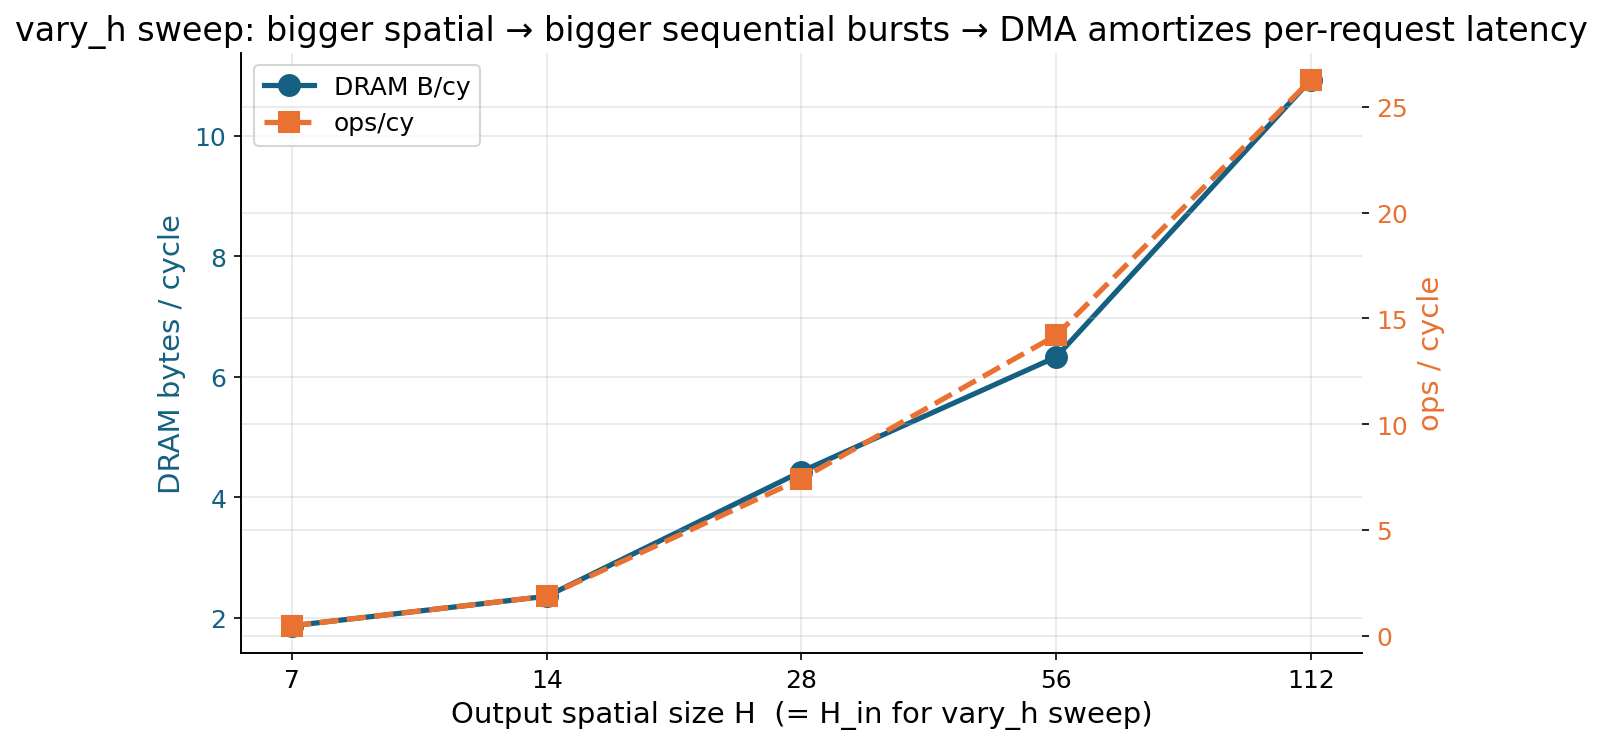 vary_h sweep: bigger spatial → bigger sequential bursts → DMA amortizes per-request latency
DRAM B/cy
ops/cy
DRAM bytes / cycle
10
8
6
4
2
25
20
15
10
5
0
ops / cycle
7 14 28 56 112
Output spatial size H (= H_in for vary_h sweep)